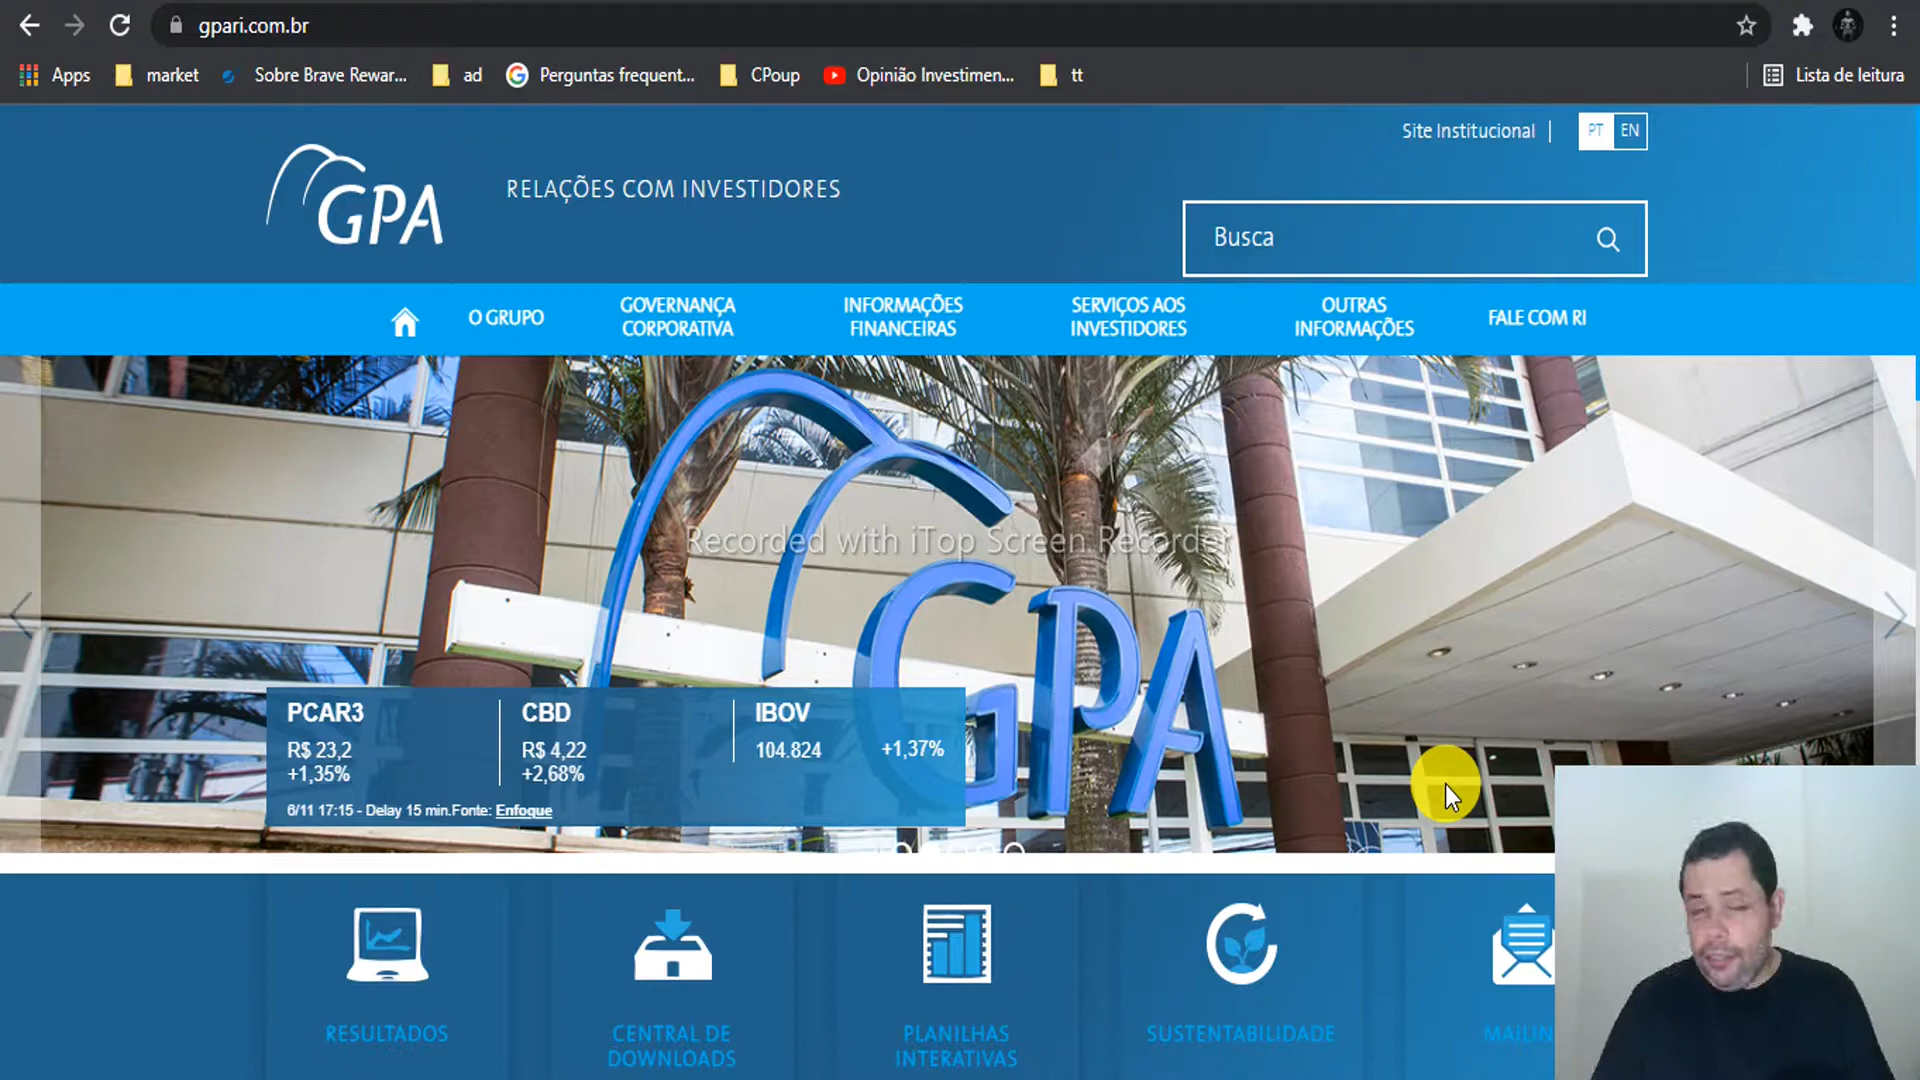 gpari.com.br
Apps
market
Sobre Brave Rewar...
ad
Perguntas frequent...
CPoup
Opinião Investimen...
tt
Lista de leitura
Site Institucional
PT
EN
GPA
RELAÇÕES COM INVESTIDORES
Busca
O GRUPO
GOVERNANÇA
CORPORATIVA
INFORMAÇÕES
FINANCEIRAS
SERVIÇOS AOS
INVESTIDORES
OUTRAS
INFORMAÇÕES
FALE COM RI
Recorded with iTop Screen Recorder
GPA
PCAR3
R$ 23,2
+1,35%
CBD
R$ 4,22
+2,68%
IBOV
104.824
+1,37%
6/11 17:15 - Delay 15 min.Fonte: Enfoque
RESULTADOS
CENTRAL DE
DOWNLOADS
PLANILHAS
INTERATIVAS
SUSTENTABILIDADE
MAILIN